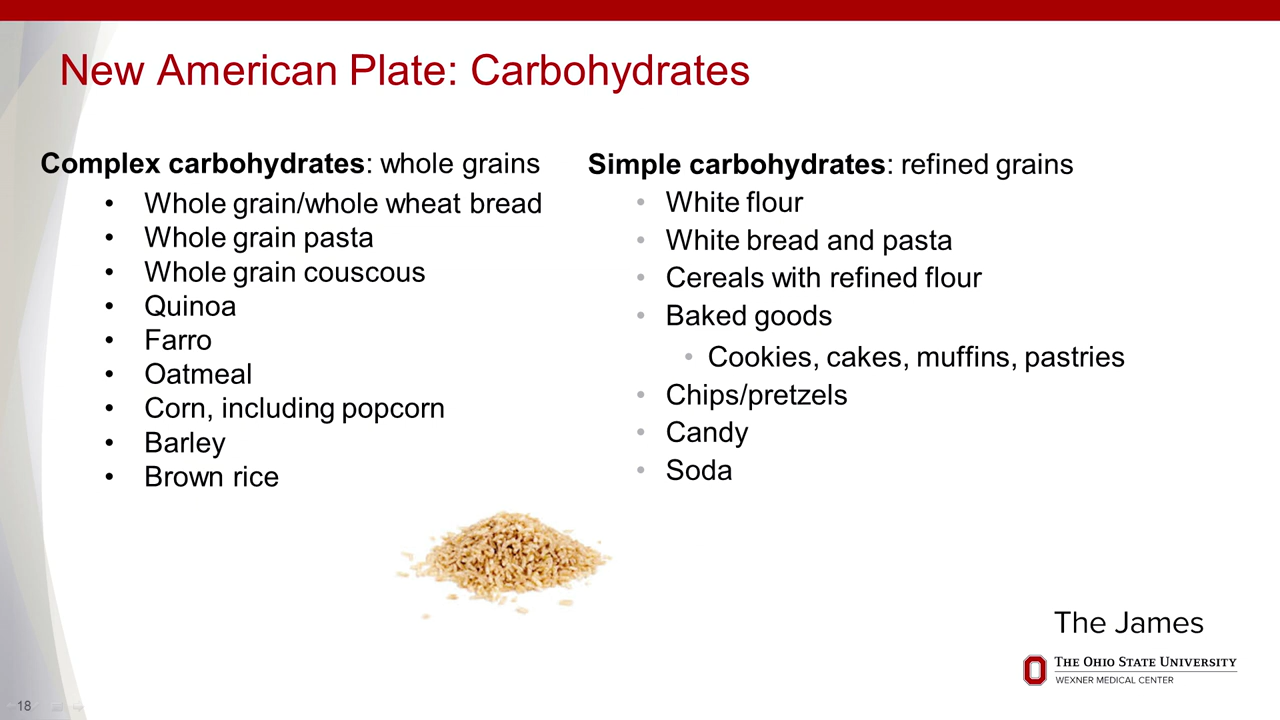 New American Plate: Carbohydrates
Complex carbohydrates: whole grains
• Whole grain/whole wheat bread
• Whole grain pasta
• Whole grain couscous
• Quinoa
• Farro
• Oatmeal
• Corn, including popcorn
• Barley
• Brown rice
Simple carbohydrates: refined grains
• White flour
• White bread and pasta
• Cereals with refined flour
• Baked goods
• Cookies, cakes, muffins, pastries
• Chips/pretzels
• Candy
• Soda
The James
THE OHIO STATE UNIVERSITY
WEXNER MEDICAL CENTER
18